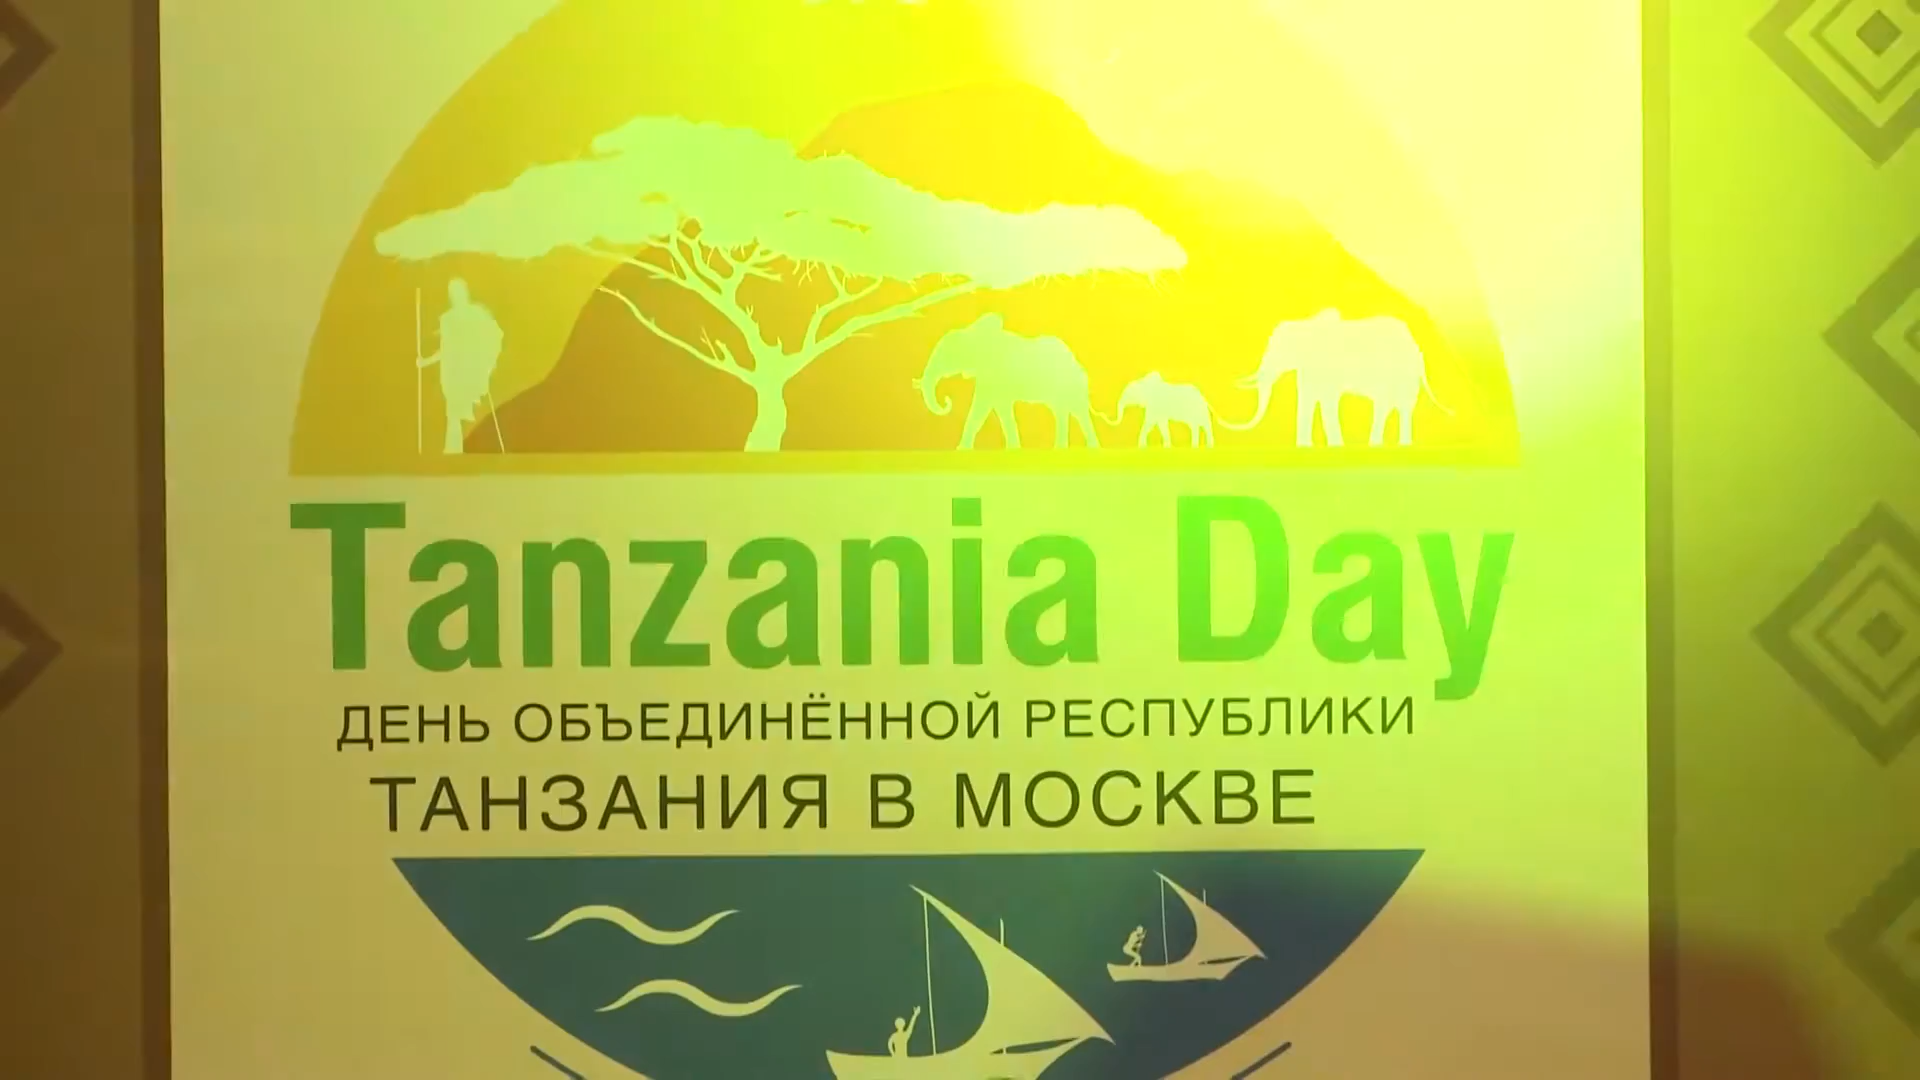 Tanzania Day
ДЕНЬ ОБЪЕДИНЁННОЙ РЕСПУБЛИКИ
ТАНЗАНИЯ В МОСКВЕ